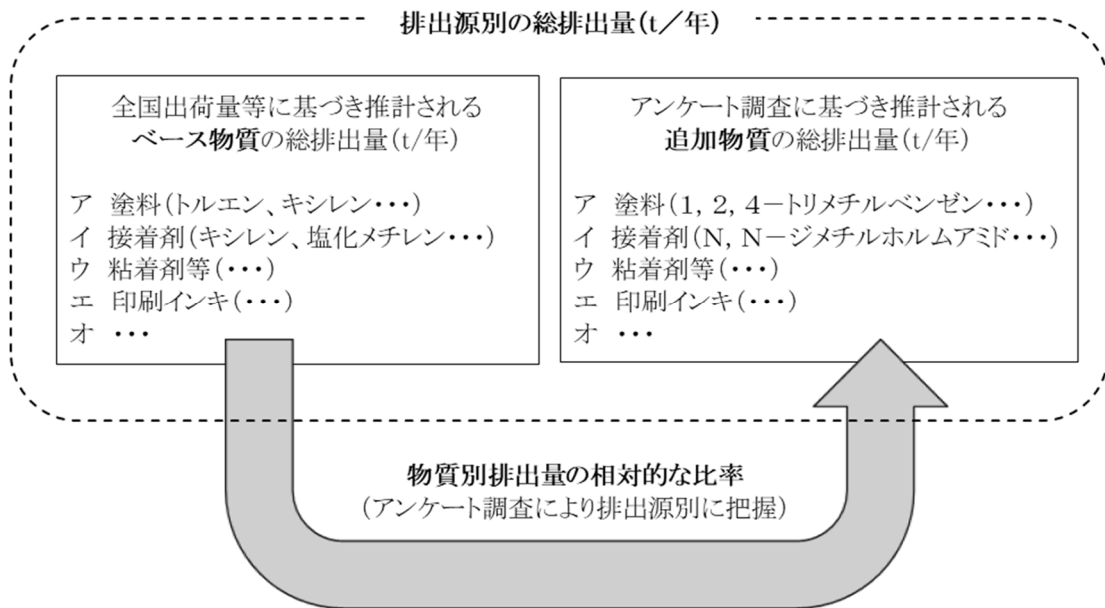 排出源別の総排出量(t/年)
全国出荷量等に基づき推計される
ベース物質の総排出量(t/年)
ア 塗料(トルエン、キシレン・・・)
イ 接着剤(キシレン、塩化メチレン・・・)
ウ 粘着剤等(・・・)
エ 印刷インキ(・・・)
オ ・・・
アンケート調査に基づき推計される
追加物質の総排出量(t/年)
ア 塗料(1, 2, 4-トリメチルベンゼン・・・)
イ 接着剤(N, N-ジメチルホルムアミド・・・)
ウ 粘着剤等(・・・)
エ 印刷インキ(・・・)
オ ・・・
物質別排出量の相対的な比率
(アンケート調査により排出源別に把握)